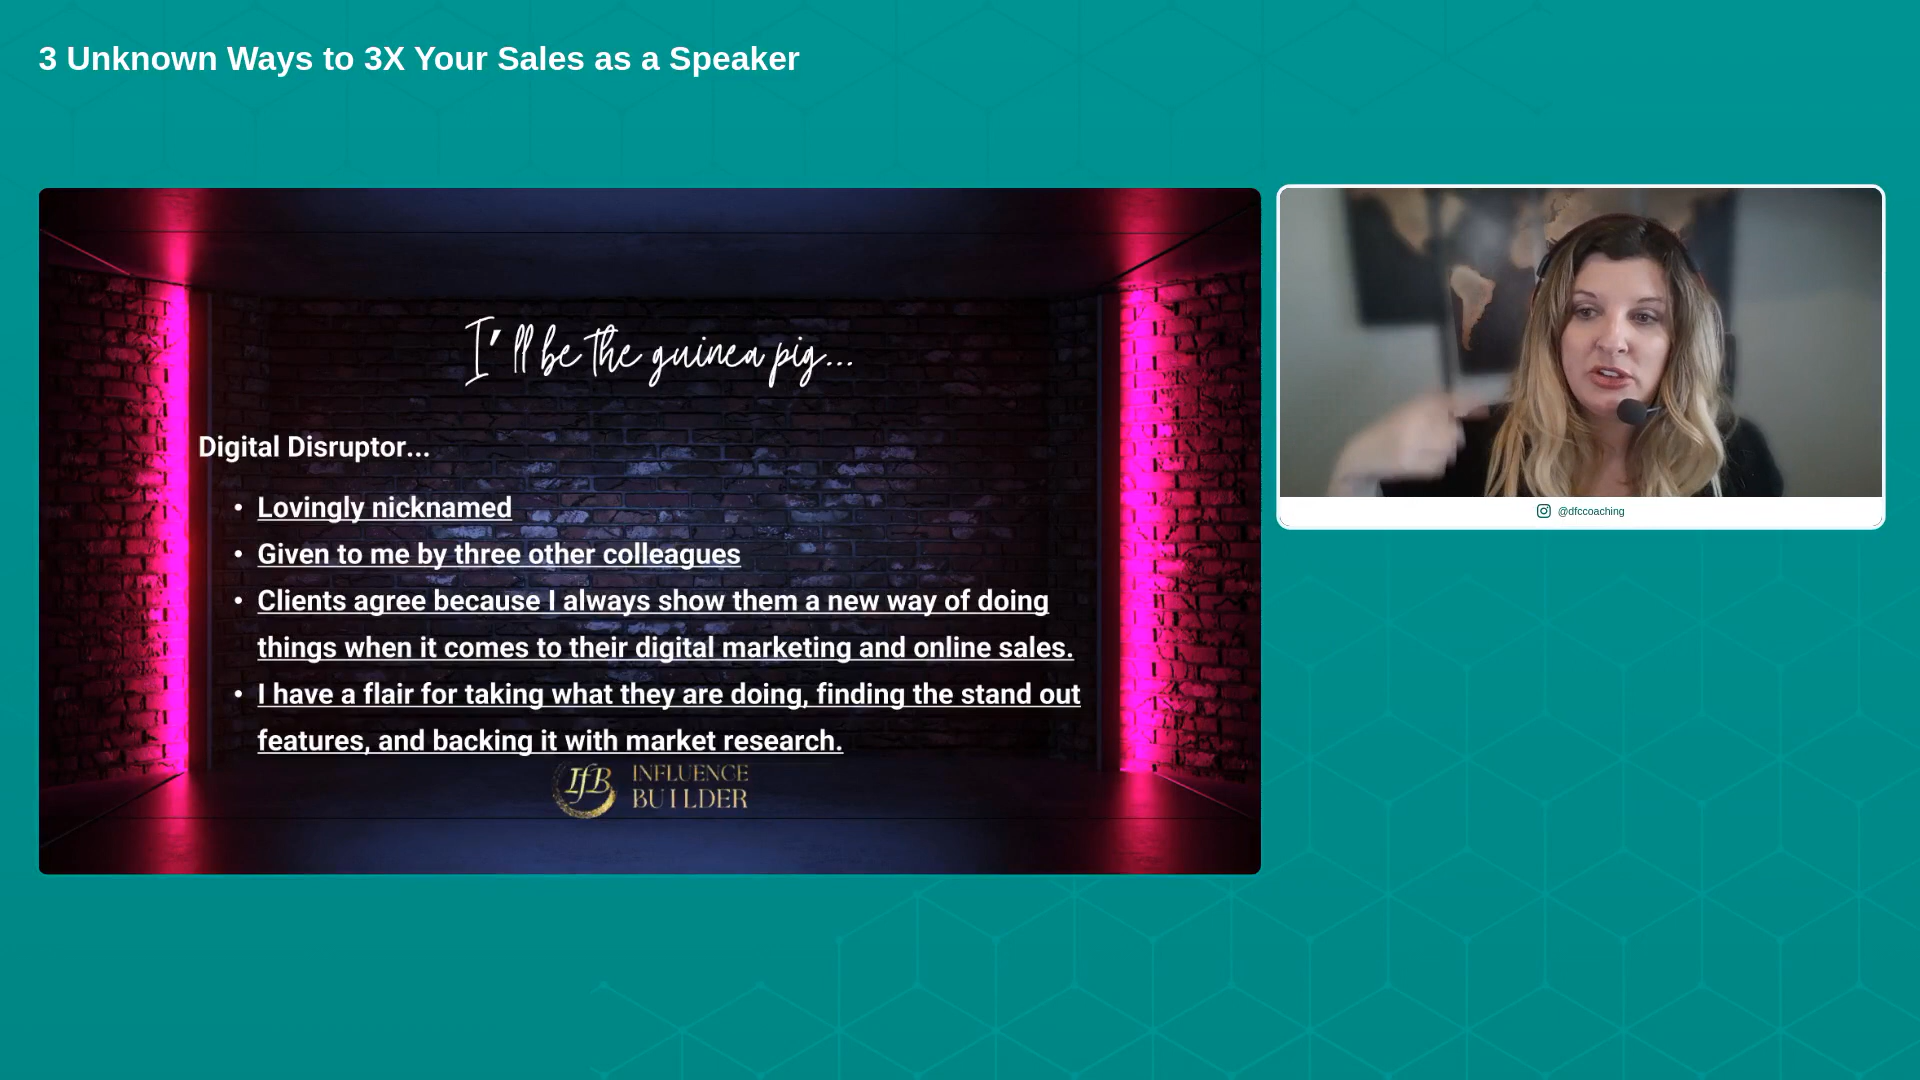 3 Unknown Ways to 3X Your Sales as a Speaker
I'll be the guinea pig...
Digital Disruptor...
• Lovingly nicknamed
• Given to me by three other colleagues
• Clients agree because I always show them a new way of doing
things when it comes to their digital marketing and online sales.
• I have a flair for taking what they are doing, finding the stand out
features, and backing it with market research.
IfB
INFLUENCE
BUILDER
@dfccoaching